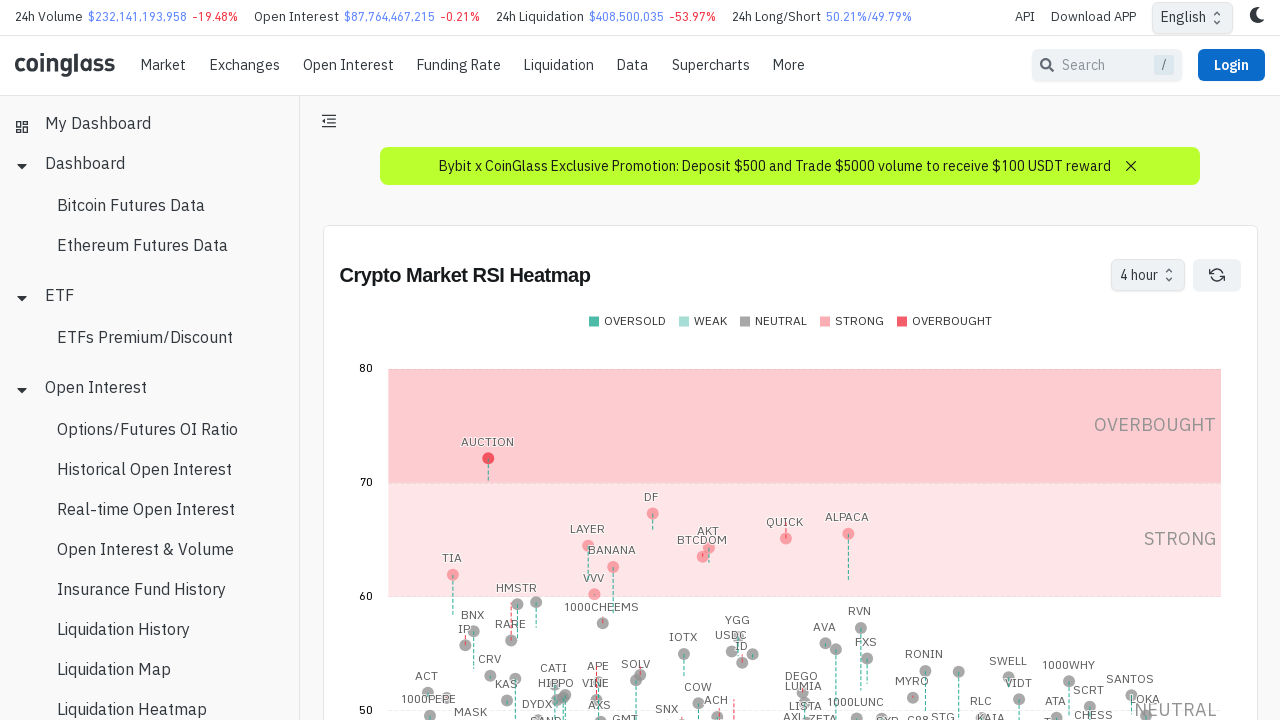 24h Volume $232,141,193,958 -19.48% Open Interest $87,764,467,215 -0.21% 24h Liquidation $408,500,035 -53.97% 24h Long/Short 50.21%/49.79% API Download APP English
coinglass Market Exchanges Open Interest Funding Rate Liquidation Data Supercharts More Search / Login
My Dashboard
Dashboard
Bitcoin Futures Data
Ethereum Futures Data
ETF
ETFs Premium/Discount
Open Interest
Options/Futures OI Ratio
Historical Open Interest
Real-time Open Interest
Open Interest & Volume
Insurance Fund History
Liquidation History
Liquidation Map
Liquidation Heatmap
Bybit x CoinGlass Exclusive Promotion: Deposit $500 and Trade $5000 volume to receive $100 USDT reward
Crypto Market RSI Heatmap 4 hour
OVERSOLD WEAK NEUTRAL STRONG OVERBOUGHT
80
OVERBOUGHT
AUCTION
70
DF
LAYER AKT QUICK ALPACA
BTCDOM STRONG
BANANA
TIA
VVV
HMSTR
60
1000CHEEMS RVN
BNX YGG
IP RARE USDC AVA
IOTX ID FXS
CRV RONIN
CATI APE SOLV SWELL 1000WHY
ACT DEGO
KAS HIPPO VINE COW LUMIA MYRO VIDT SCRT SANTOS
1000PEPE ACH 1000LUNC RLC ATA
DYDX AXS LISTA
50 MASK SNX NEUTRAL
GMT ZETA STG KAIA CHESS